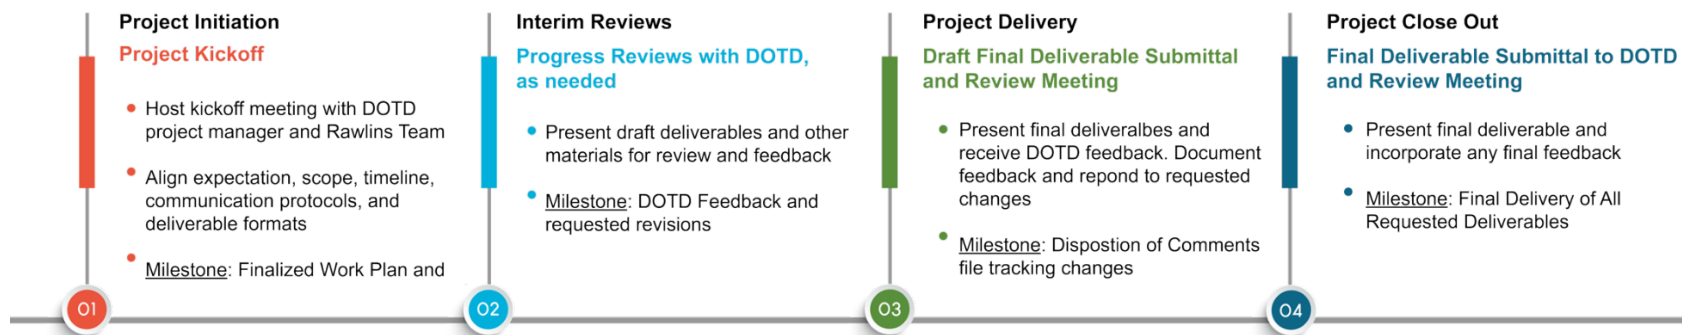 Project Initiation
Project Kickoff
Host kickoff meeting with DOTD
project manager and Rawlins Team
Align expectation, scope, timeline,
communication protocols, and
deliverable formats
Milestone: Finalized Work Plan and
01
Interim Reviews
Progress Reviews with DOTD,
as needed
Present draft deliverables and other
materials for review and feedback
Milestone: DOTD Feedback and
requested revisions
02
Project Delivery
Draft Final Deliverable Submittal
and Review Meeting
Present final deliveralbes and
receive DOTD feedback. Document
feedback and repond to requested
changes
Milestone: Dispostion of Comments
file tracking changes
03
Project Close Out
Final Deliverable Submittal to DOTD
and Review Meeting
Present final deliverable and
incorporate any final feedback
Milestone: Final Delivery of All
Requested Deliverables
04